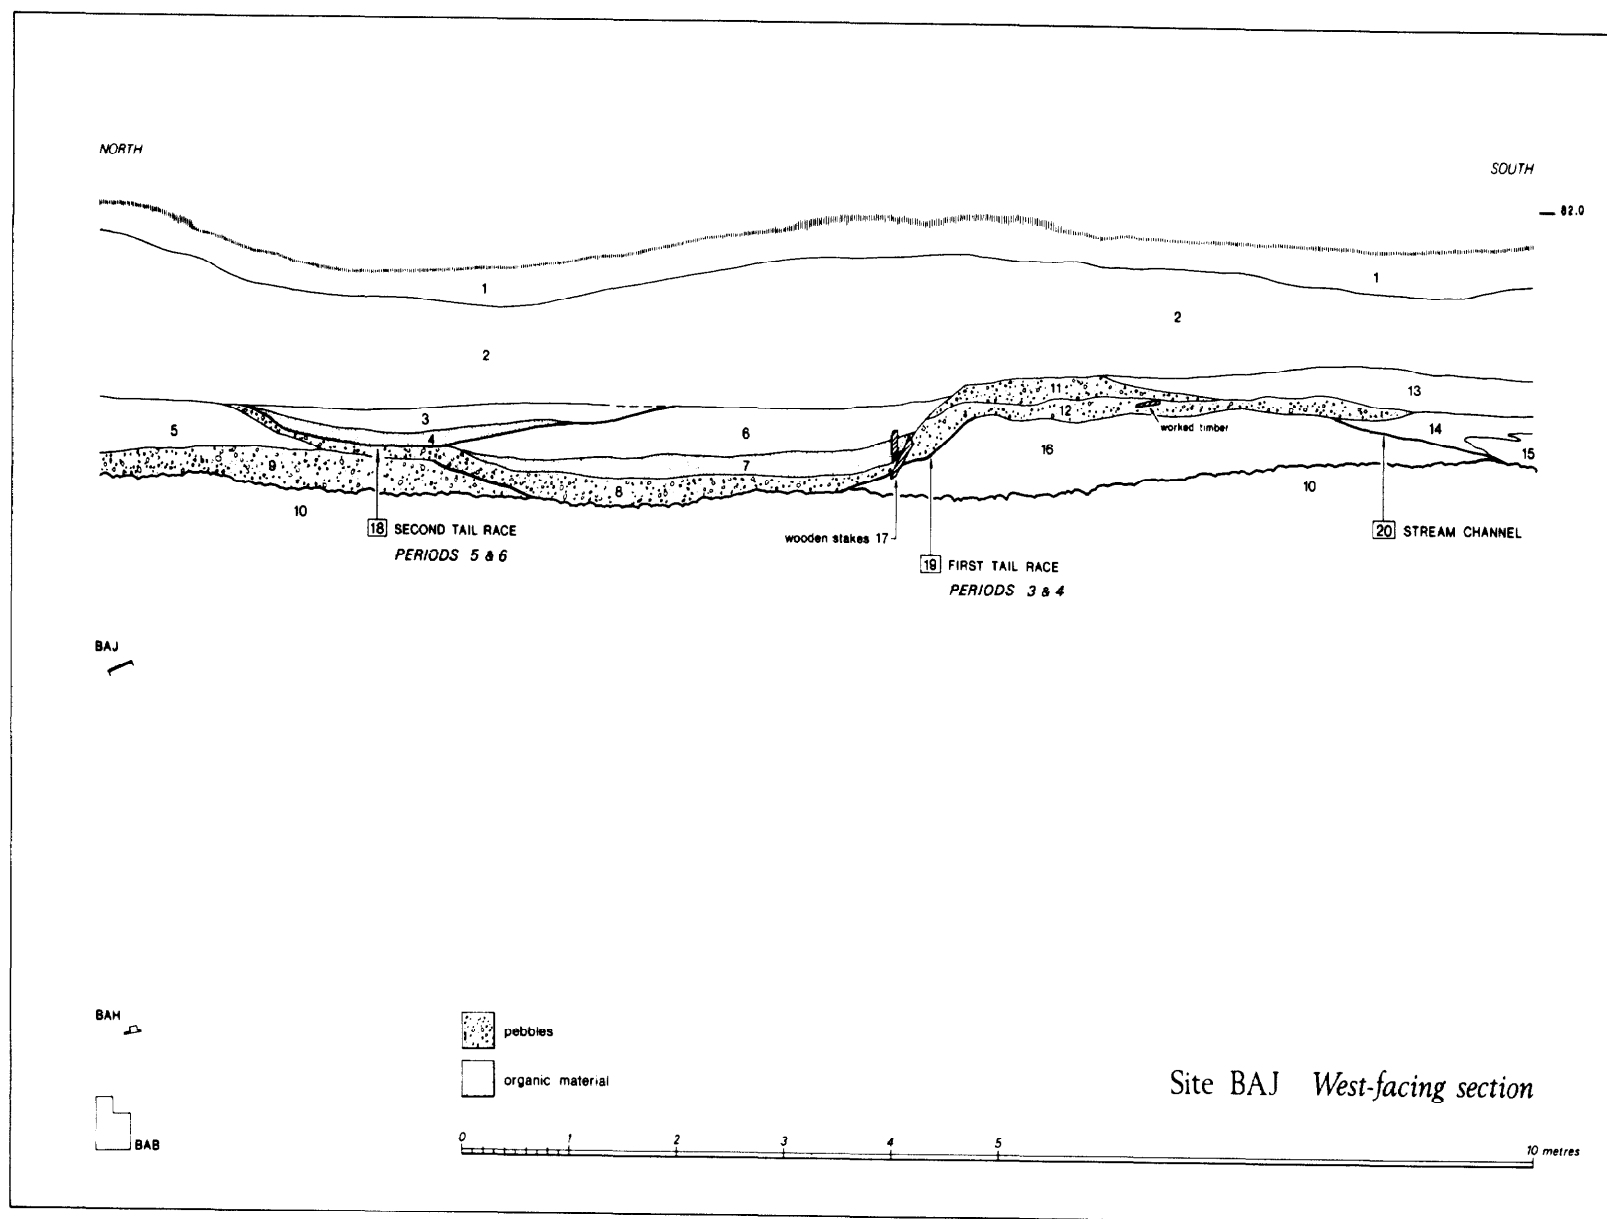 NORTH
SOUTH
82.0
1
1
2
2
11
13
12
3
worked timber
5
4
6
14
16
15
9
7
8
10
10
18 SECOND TAIL RACE
PERIODS 5 & 6
wooden stakes 17
20 STREAM CHANNEL
19 FIRST TAIL RACE
PERIODS 3 & 4
BAJ
BAH
pebbles
organic material
Site BAJ West-facing section
BAB
0 1 2 3 4 5 10 metres